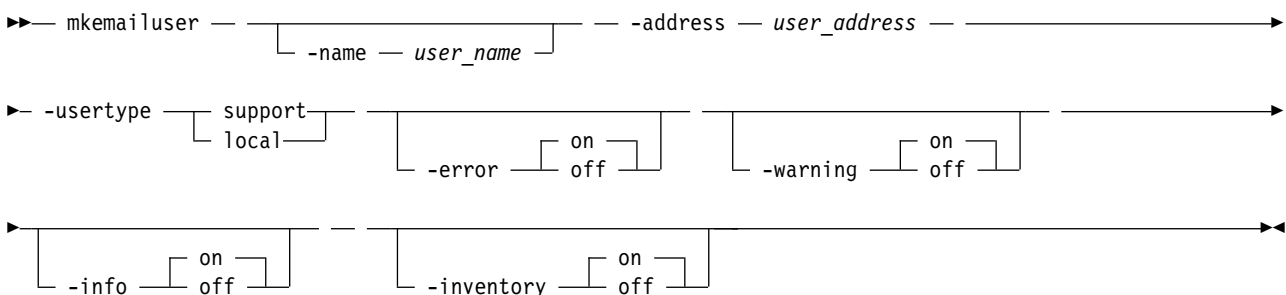 mkemailuser -address user_address
-name user_name
-usertype support
local
on on
-error off -warning off
on on
-info off -inventory off